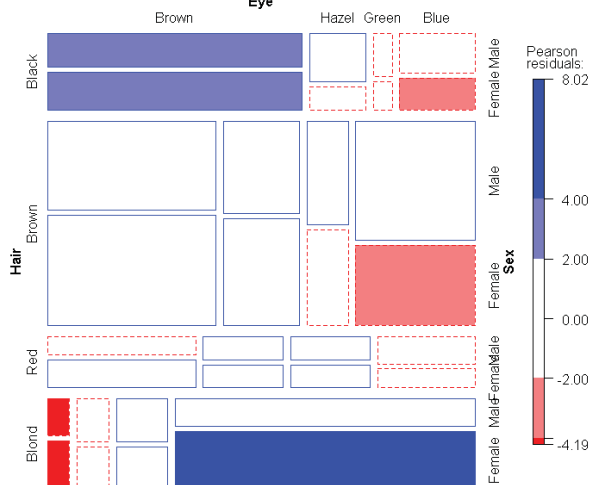 Eye
Brown Hazel Green Blue
Black
Male
Female
Brown
Male
Female
Red
Male
Female
Blond
Male
Female
Hair
Sex
Pearson
residuals:
8.02
4.00
2.00
0.00
-2.00
-4.19